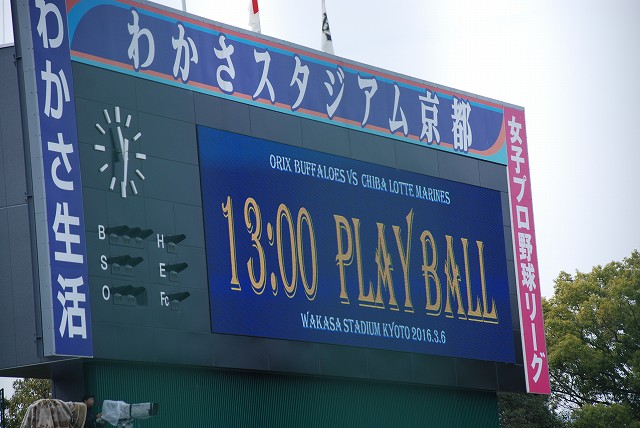 わかさスタジアム京都
わかさ生活
ORIX BUFFALOES VS CHIBA LOTTE MARINES
13:00 PLAY BALL
WAKASA STADIUM KYOTO 2016.3.6
B
H
S
E
O
Fc
女子プロ野球リーグ